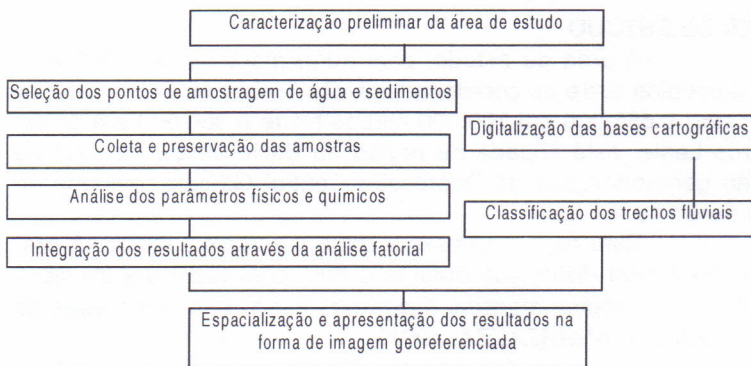 Caracterização preliminar da área de estudo
Seleção dos pontos de amostragem de água e sedimentos
Coleta e preservação das amostras
Análise dos parâmetros físicos e químicos
Integração dos resultados através da análise fatorial
Digitalização das bases cartográficas
Classificação dos trechos fluviais
Espacialização e apresentação dos resultados na
forma de imagem georeferenciada